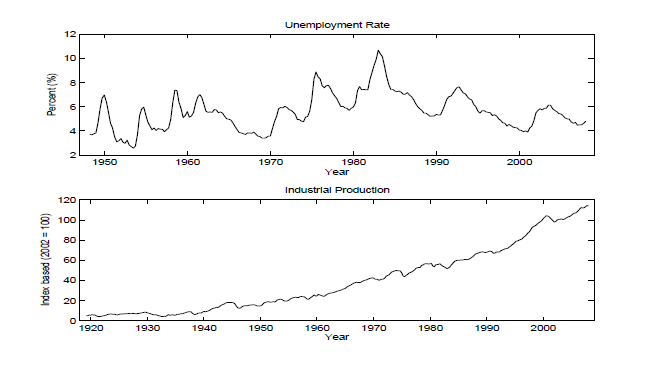 Unemployment Rate
12
10
8
6
4
2
Percent (%)
1950 1960 1970 1980 1990 2000
Year
Industrial Production
120
100
80
60
40
20
0
Index based (2002 = 100)
1920 1930 1940 1950 1960 1970 1980 1990 2000
Year